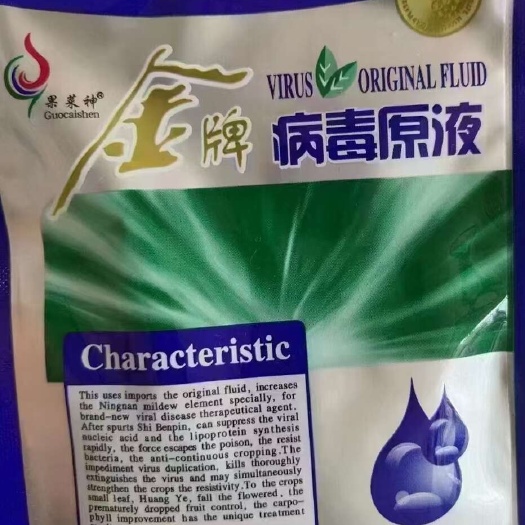 果菜神®
Guocaishen
金牌
VIRUS ORIGINAL FLUID
病毒原液
Characteristic
This uses imports the original fluid, increases
the Ningnan mildew element specially, for
brand-new viral disease therapeutical agent.
After spurts Shi Benpin, can suppress the viral
nucleic acid and the lipoprotein synthesis
rapidly, the force escapes the poison, the resist
bacteria, the anti-continuous cropping.The
impediment virus duplication, kills thoroughly
extinguishes the virus and may simultaneously
strengthen the crops the resistivity.To the crops
small leaf, Huang Ye, fall the flowered, the
prematurely dropped fruit control, the carpo-
phyll improvement has the unique treatment